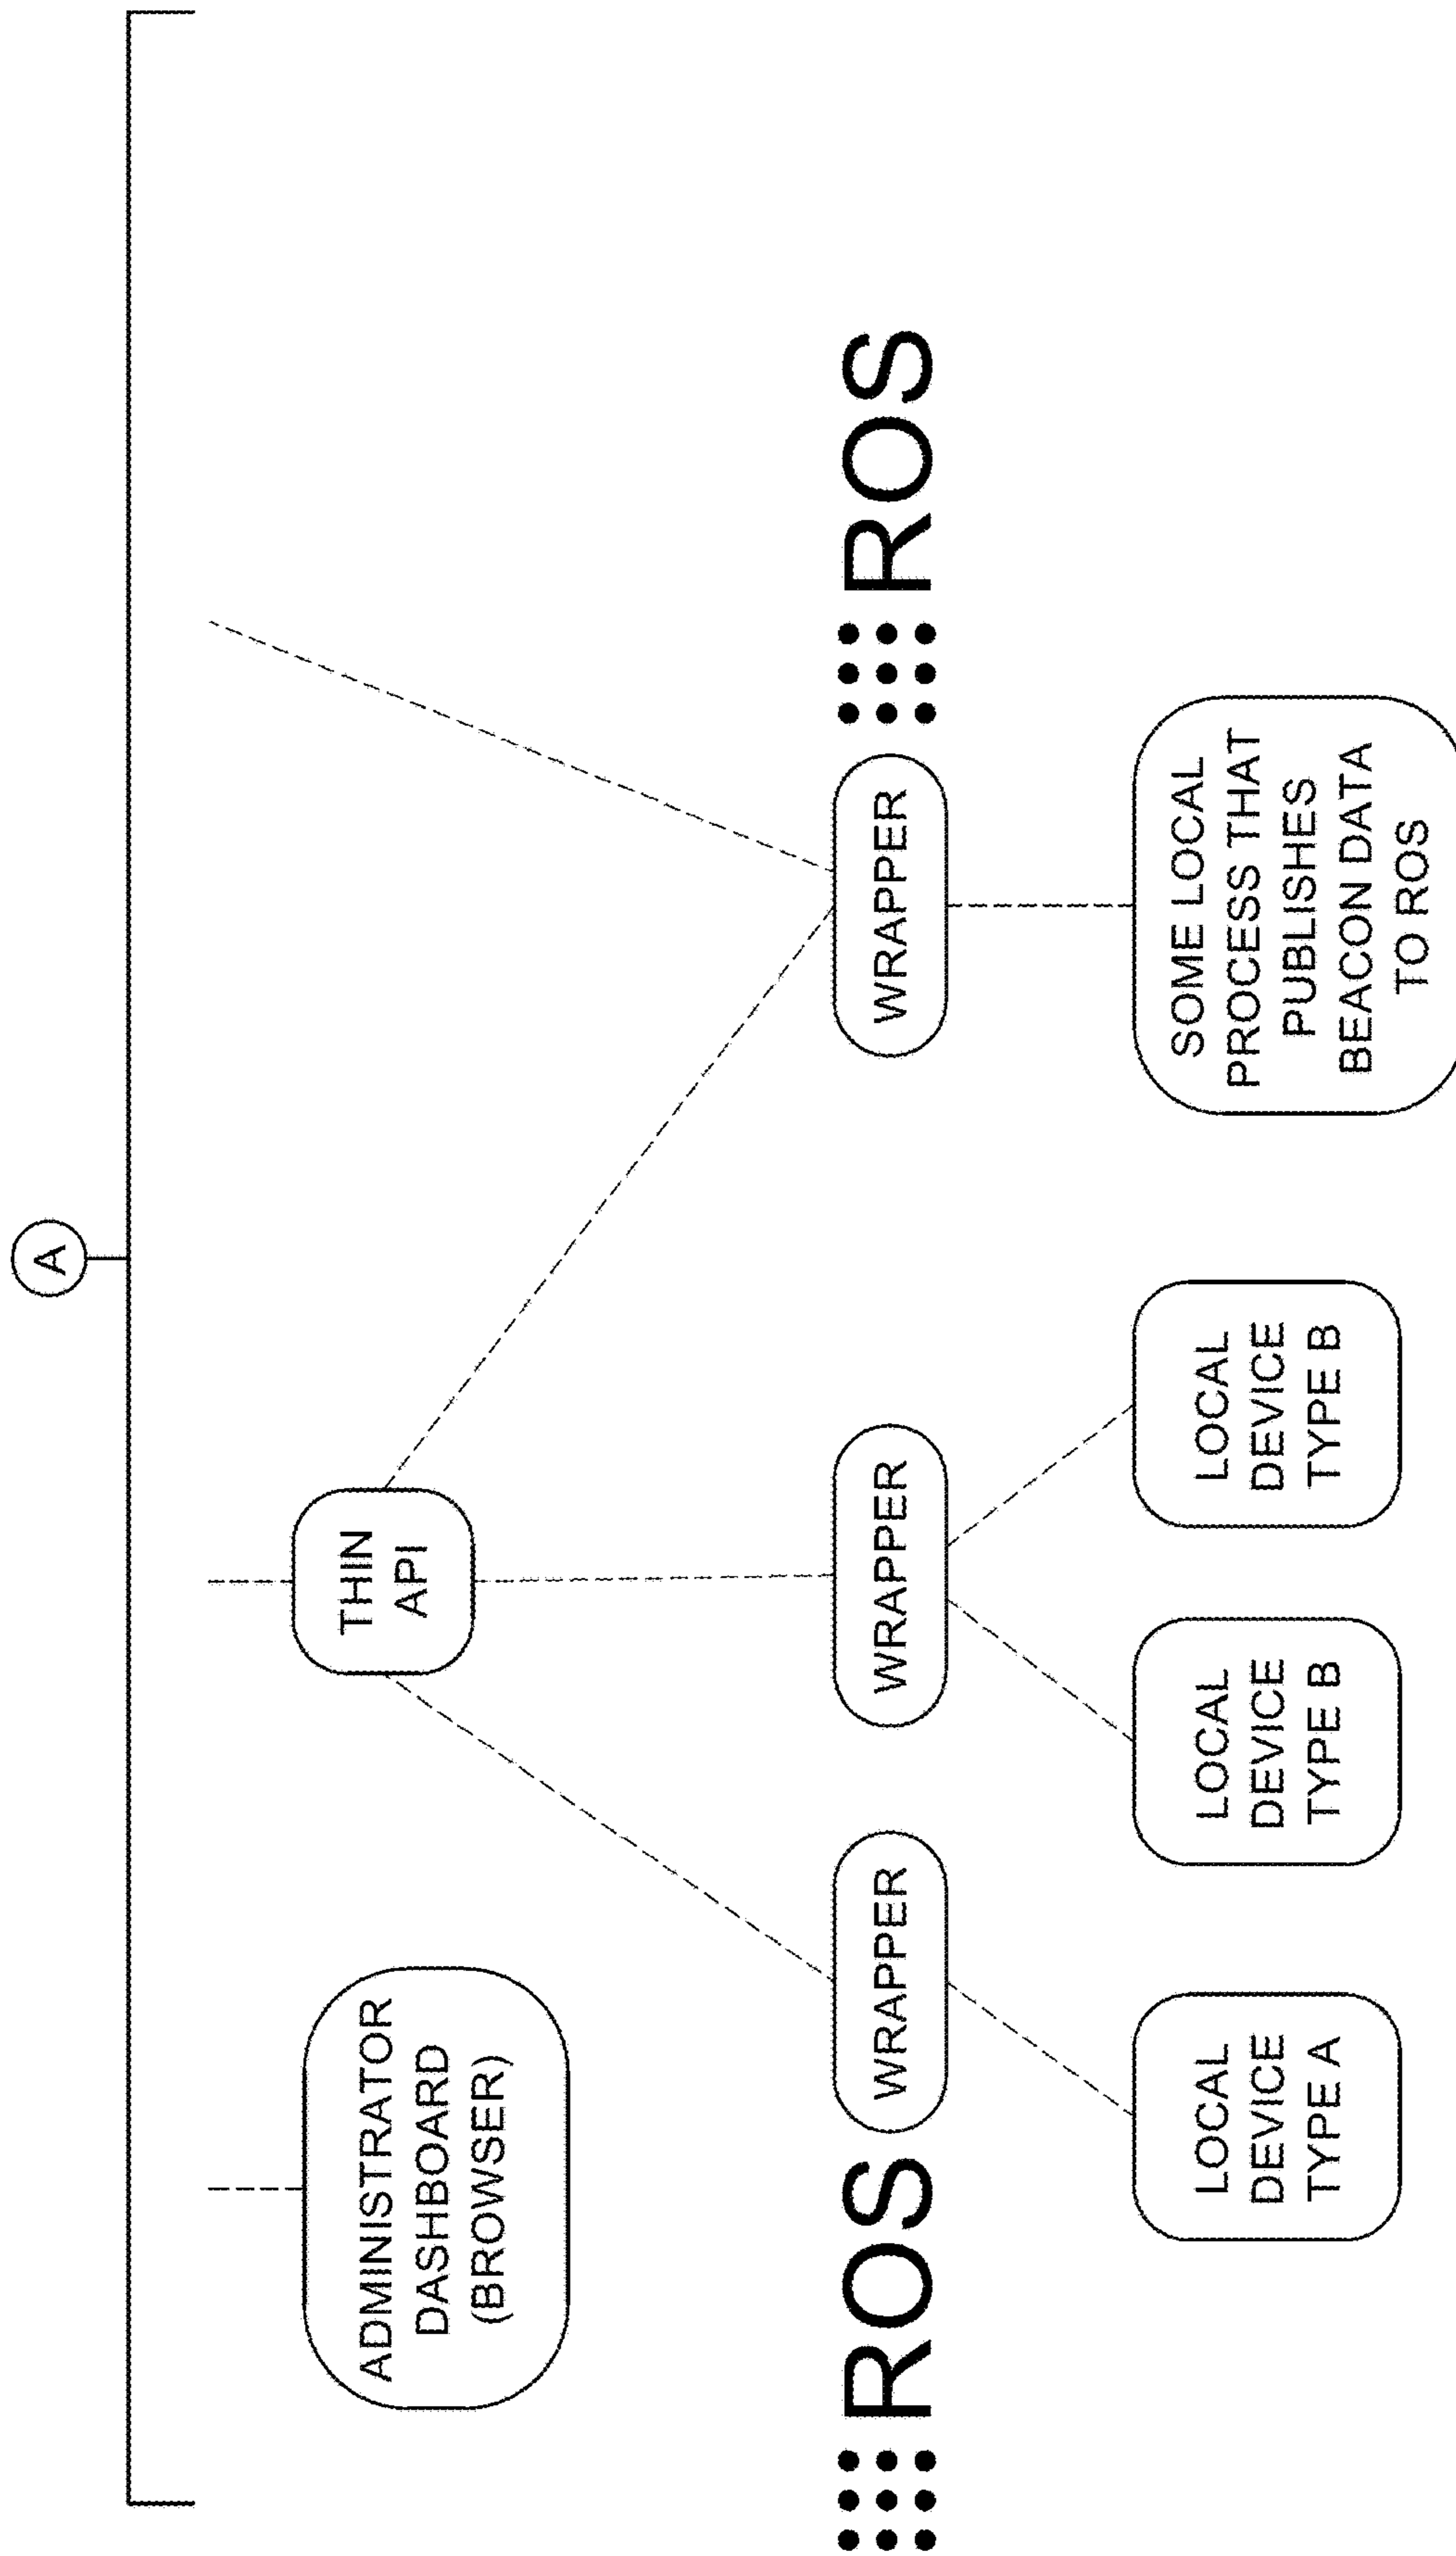 A
ADMINISTRATOR
DASHBOARD
(BROWSER)
THIN
API
ROS
WRAPPER
WRAPPER
WRAPPER
ROS
LOCAL
DEVICE
TYPE A
LOCAL
DEVICE
TYPE B
LOCAL
DEVICE
TYPE B
SOME LOCAL
PROCESS THAT
PUBLISHES
BEACON DATA
TO ROS